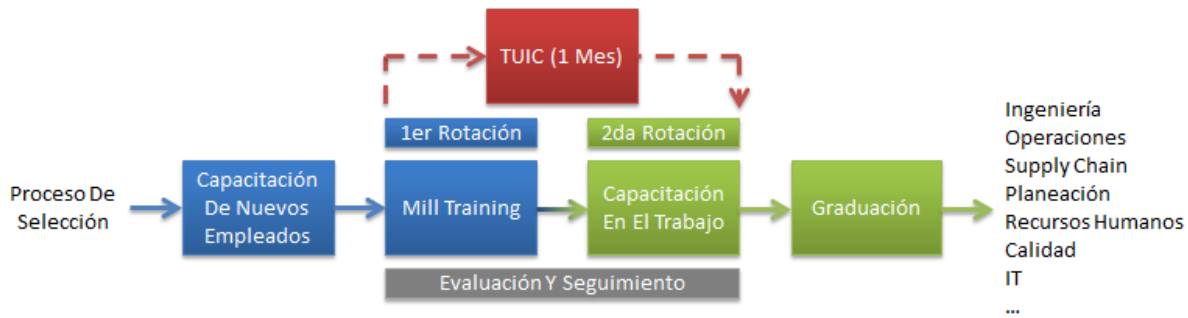 TUIC (1 Mes)
1er Rotación
2da Rotación
Proceso De
Selección
Capacitación
De Nuevos
Empleados
Mill Training
Capacitación
En El Trabajo
Graduación
Evaluación Y Seguimiento
Ingeniería
Operaciones
Supply Chain
Planeación
Recursos Humanos
Calidad
IT
...